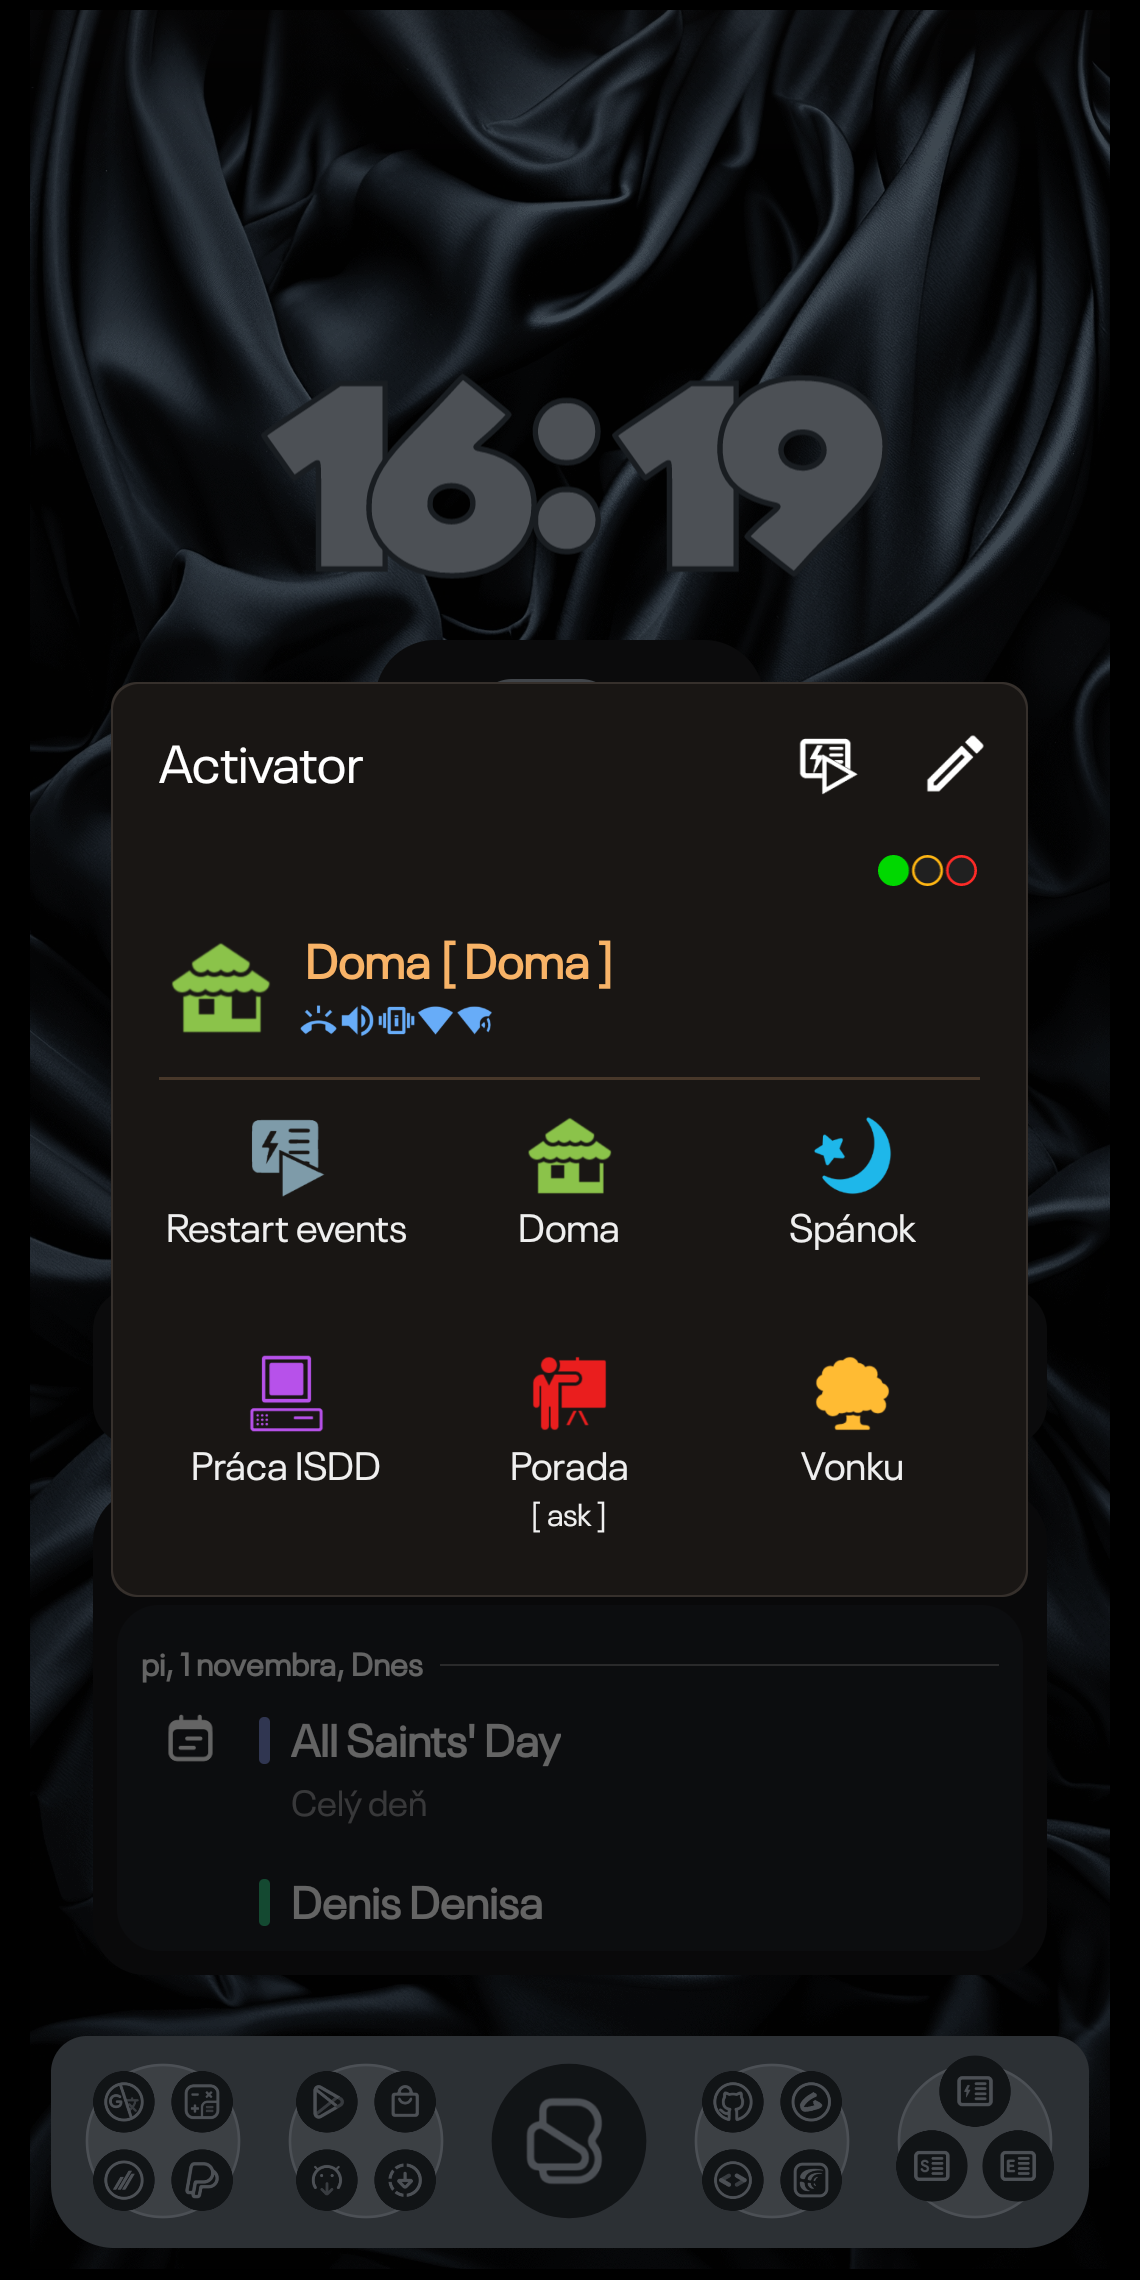 16:19
Activator
Doma [ Doma ]
Restart events
Doma
Spánok
Práca ISDD
Porada
[ ask ]
Vonku
pi, 1 novembra, Dnes
All Saints' Day
Celý deň
Denis Denisa